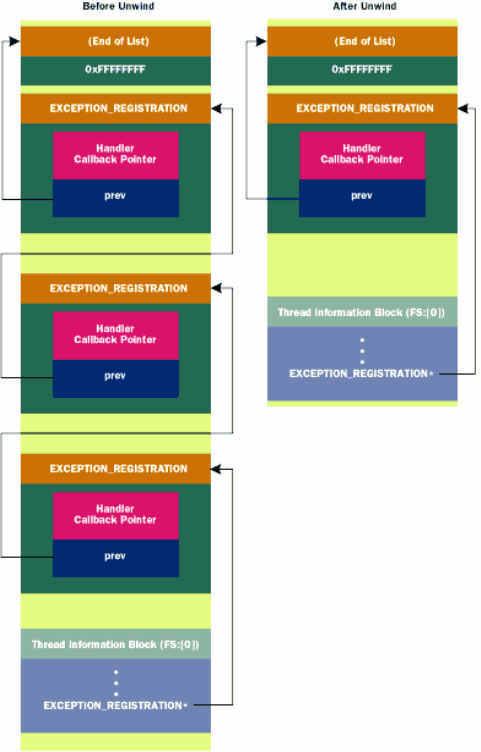 Before Unwind
(End of List)
0xFFFFFFFF
EXCEPTION_REGISTRATION
Handler
Callback Pointer
prev
EXCEPTION_REGISTRATION
Handler
Callback Pointer
prev
EXCEPTION_REGISTRATION
Handler
Callback Pointer
prev
Thread Information Block (FS:[0])
EXCEPTION_REGISTRATION*
After Unwind
(End of List)
0xFFFFFFFF
EXCEPTION_REGISTRATION
Handler
Callback Pointer
prev
Thread Information Block (FS:[0])
EXCEPTION_REGISTRATION*